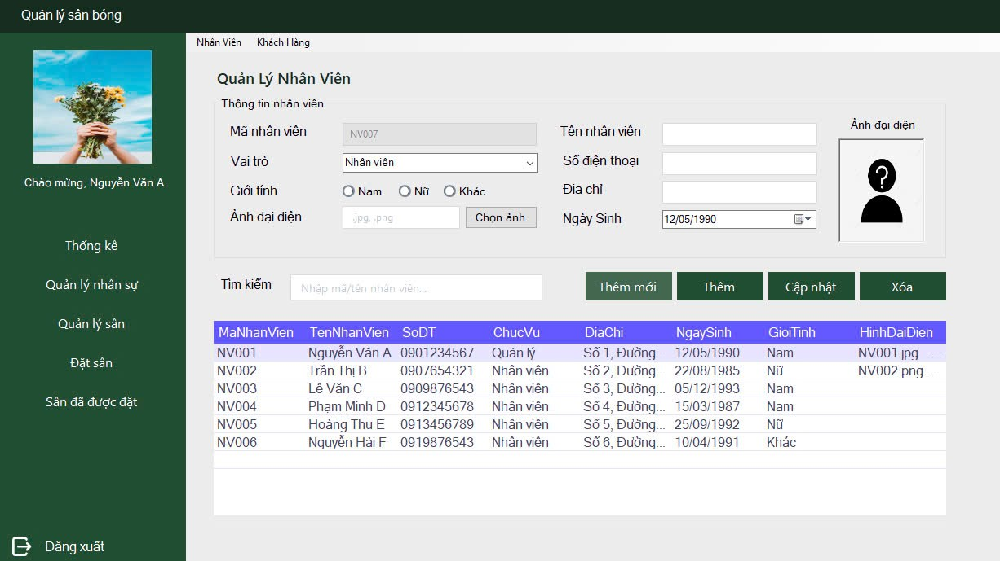 Quản lý sân bóng
Chào mừng, Nguyễn Văn A
Thống kê
Quản lý nhân sự
Quản lý sân
Đặt sân
Sân đã được đặt
Đăng xuất
Nhân Viên Khách Hàng
Quản Lý Nhân Viên
Thông tin nhân viên
Mã nhân viên NV007
Vai trò Nhân viên
Giới tính Nam Nữ Khác
Ảnh đại diện .jpg, .png Chọn ảnh
Tên nhân viên
Số điện thoại
Địa chỉ
Ngày Sinh 12/05/1990
Ảnh đại diện
Tìm kiếm Nhập mã/tên nhân viên... Thêm mới Thêm Cập nhật Xóa
MaNhanVien TenNhanVien SoDT ChucVu DiaChi NgaySinh GioiTinh HinhDaiDien
NV001 Nguyễn Văn A 0901234567 Quản lý Số 1, Đường... 12/05/1990 Nam NV001.jpg ...
NV002 Trần Thị B 0907654321 Nhân viên Số 2, Đường... 22/08/1985 Nữ NV002.png ...
NV003 Lê Văn C 0909876543 Nhân viên Số 3, Đường... 05/12/1993 Nam
NV004 Phạm Minh D 0912345678 Nhân viên Số 4, Đường... 15/03/1987 Nam
NV005 Hoàng Thu E 0913456789 Nhân viên Số 5, Đường... 25/09/1992 Nữ
NV006 Nguyễn Hải F 0919876543 Nhân viên Số 6, Đường... 10/04/1991 Khác